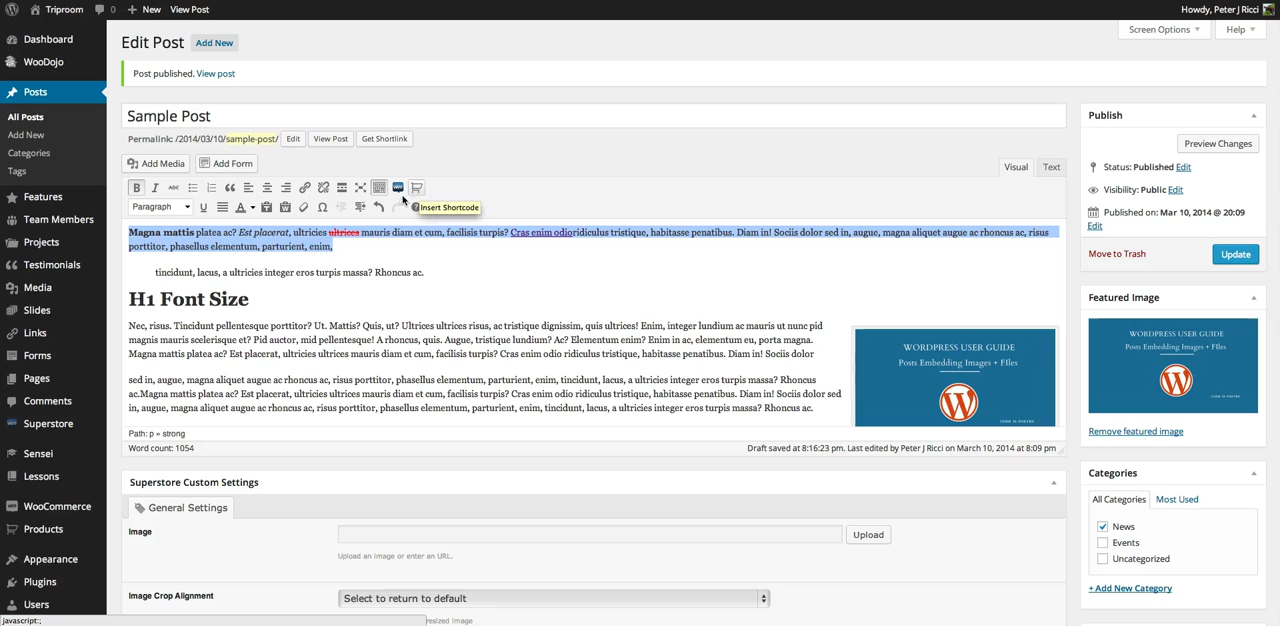 Triproom 0 New View Post Howdy, Peter J Ricci
Dashboard
WooDojo
Posts
All Posts
Add New
Categories
Tags
Features
Team Members
Projects
Testimonials
Media
Slides
Links
Forms
Pages
Comments
Superstore
Sensei
Lessons
WooCommerce
Products
Appearance
Plugins
Users
javascript:;
Screen Options Help
Edit Post Add New
Post published. View post
Sample Post
Permalink: /2014/03/10/sample-post/ Edit View Post Get Shortlink
Add Media Add Form Visual Text
B I ABC
Paragraph U A Ω
Insert Shortcode
Magna mattis platea ac? Est placerat, ultricies ultrices mauris diam et cum, facilisis turpis? Cras enim odioridiculus tristique, habitasse penatibus. Diam in! Sociis dolor sed in, augue, magna aliquet augue ac rhoncus ac, risus
porttitor, phasellus elementum, parturient, enim,
tincidunt, lacus, a ultricies integer eros turpis massa? Rhoncus ac.
H1 Font Size
Nec, risus. Tincidunt pellentesque porttitor? Ut. Mattis? Quis, ut? Ultrices ultrices risus, ac tristique dignissim, quis ultrices! Enim, integer lundium ac mauris ut nunc pid
magnis mauris scelerisque et? Pid auctor, mid pellentesque! A rhoncus, quis. Augue, tristique lundium? Ac? Elementum enim? Enim in ac, elementum eu, porta magna.
Magna mattis platea ac? Est placerat, ultricies ultrices mauris diam et cum, facilisis turpis? Cras enim odio ridiculus tristique, habitasse penatibus. Diam in! Sociis dolor
sed in, augue, magna aliquet augue ac rhoncus ac, risus porttitor, phasellus elementum, parturient, enim, tincidunt, lacus, a ultricies integer eros turpis massa? Rhoncus
ac.Magna mattis platea ac? Est placerat, ultricies ultrices mauris diam et cum, facilisis turpis? Cras enim odio ridiculus tristique, habitasse penatibus. Diam in! Sociis dolor sed
in, augue, magna aliquet augue ac rhoncus ac, risus porttitor, phasellus elementum, parturient, enim, tincidunt, lacus, a ultricies integer eros turpis massa? Rhoncus ac.
WORDPRESS USER GUIDE
Posts Embedding Images + FIles
CODE IS POETRY
Path: p » strong
Word count: 1054 Draft saved at 8:16:23 pm. Last edited by Peter J Ricci on March 10, 2014 at 8:09 pm
Superstore Custom Settings
General Settings
Image Upload
Upload an image or enter an URL.
Image Crop Alignment Select to return to default
resized image
Publish
Preview Changes
Status: Published Edit
Visibility: Public Edit
Published on: Mar 10, 2014 @ 20:09
Edit
Move to Trash Update
Featured Image
WORDPRESS USER GUIDE
Posts Embedding Images + FIles
CODE IS POETRY
Remove featured image
Categories
All Categories Most Used
News
Events
Uncategorized
+ Add New Category